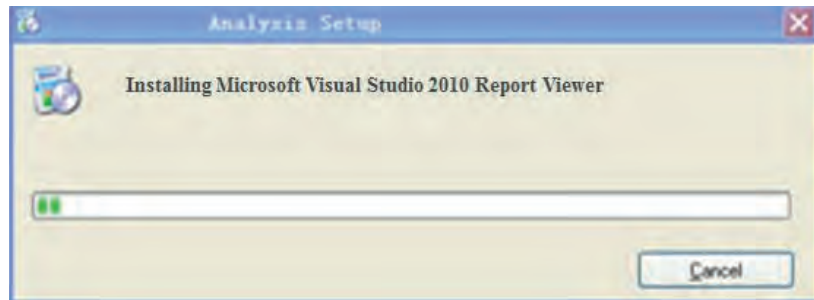 Analysis Setup
Installing Microsoft Visual Studio 2010 Report Viewer
Cancel